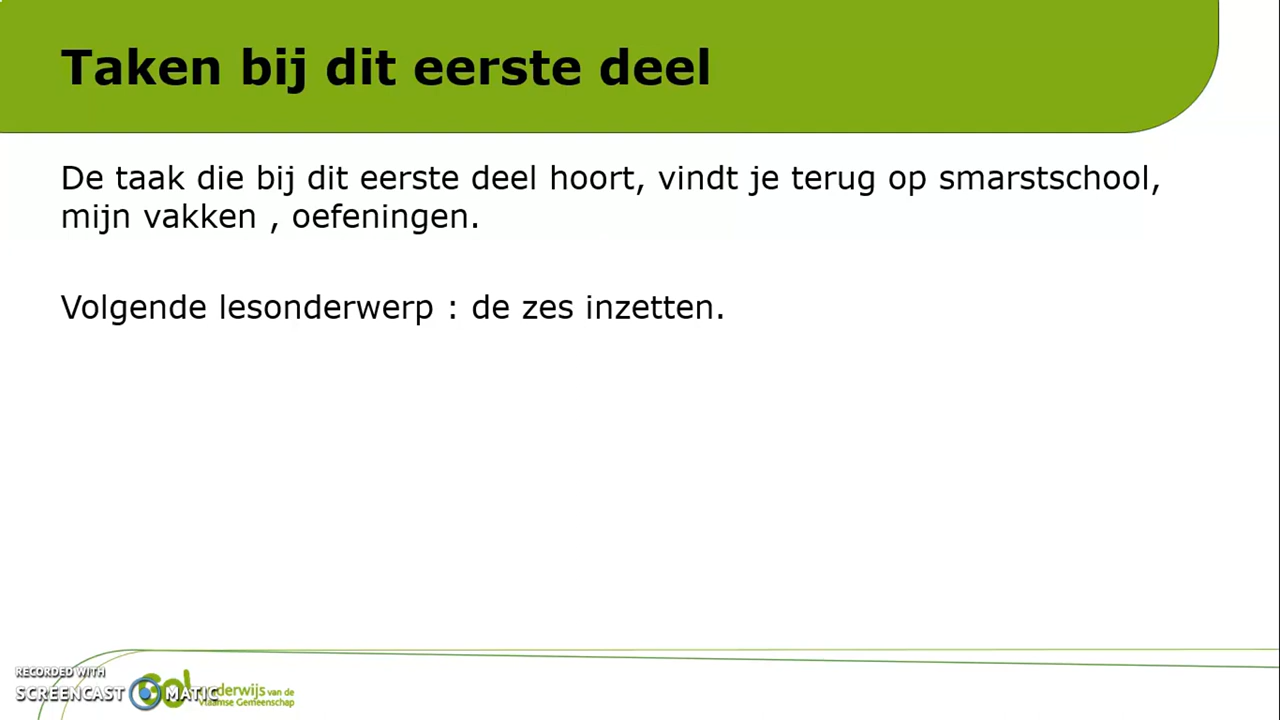 Taken bij dit eerste deel
De taak die bij dit eerste deel hoort, vindt je terug op smarstschool,
mijn vakken , oefeningen.
Volgende lesonderwerp : de zes inzetten.
RECORDED WITH
SCREENCAST MATIC
van de
Vlaamse Gemeenschap